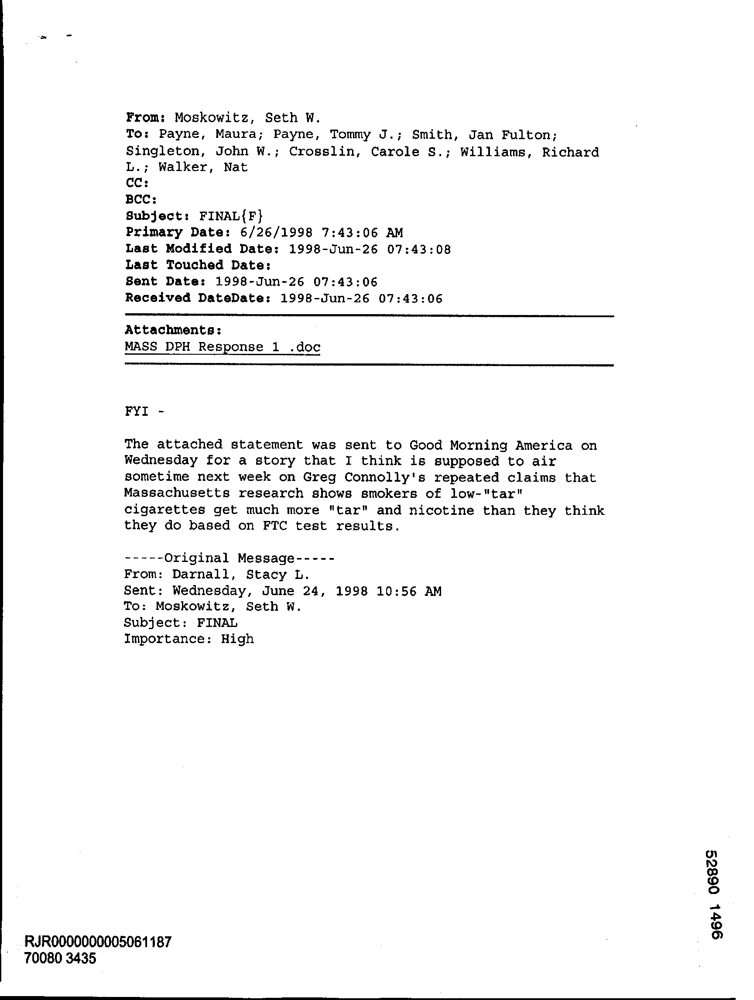 From: Moskowitz, Seth W.
To: Payne, Maura; Payne, Tommy J.; Smith, Jan Fulton;
Singleton, John W.; Crosslin, Carole S.; Williams, Richard
L.; Walker, Nat
CC:
BCC:
Subject: FINAL{F}
Primary Date: 6/26/1998 7:43:06 AM
Last Modified Date: 1998-Jun-26 07:43:08
Last Touched Date:
Sent Date: 1998-Jun-26 07:43:06
Received DateDate: 1998-Jun-26 07:43:06
Attachments:
MASS DPH Response 1 .doc
FYI -
The attached statement was sent to Good Morning America on
Wednesday for a story that I think is supposed to air
sometime next week on Greg Connolly's repeated claims that
Massachusetts research shows smokers of low-"tar"
cigarettes get much more "tar" and nicotine than they think
they do based on FTC test results.
-----Original Message-----
From: Darnall, Stacy L.
Sent: Wednesday, June 24, 1998 10:56 AM
To: Moskowitz, Seth W.
Subject: FINAL
Importance: High
52890 1496
RJR0000000005061187
70080 3435